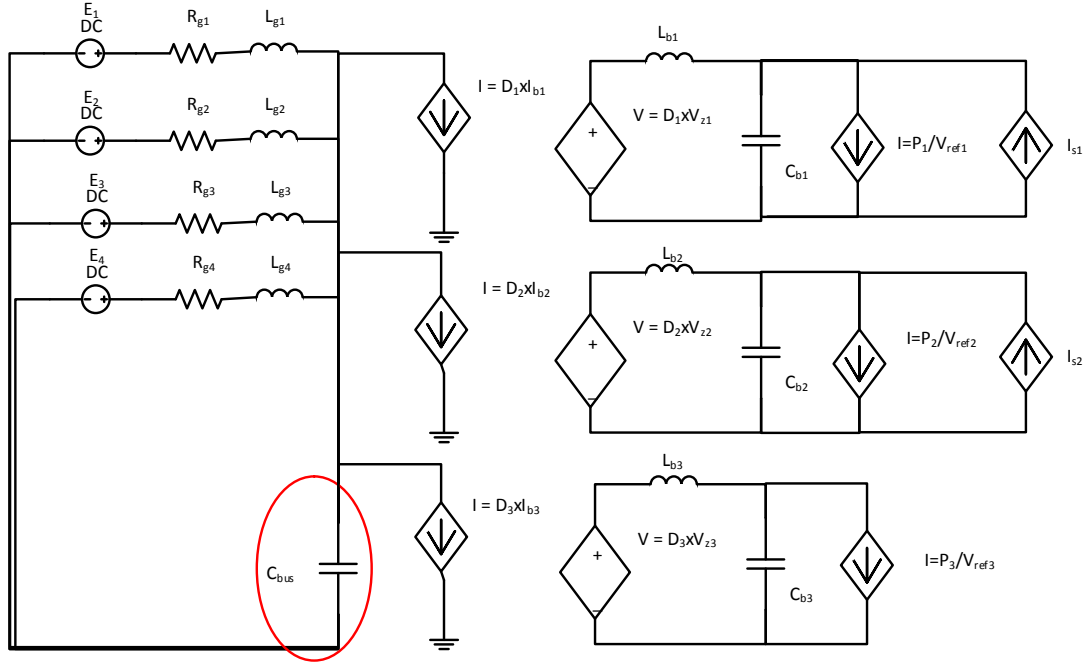 E1
DC
Rg1
Lg1
E2
DC
Rg2
Lg2
E3
DC
Rg3
Lg3
E4
DC
Rg4
Lg4
Cbus
I = D1xIb1
I = D2xIb2
I = D3xIb3
Lb1
+
V = D1xVz1
Cb1
I=P1/Vref1
Is1
Lb2
+
V = D2xVz2
Cb2
I=P2/Vref2
Is2
Lb3
+
V = D3xVz3
Cb3
I=P3/Vref3